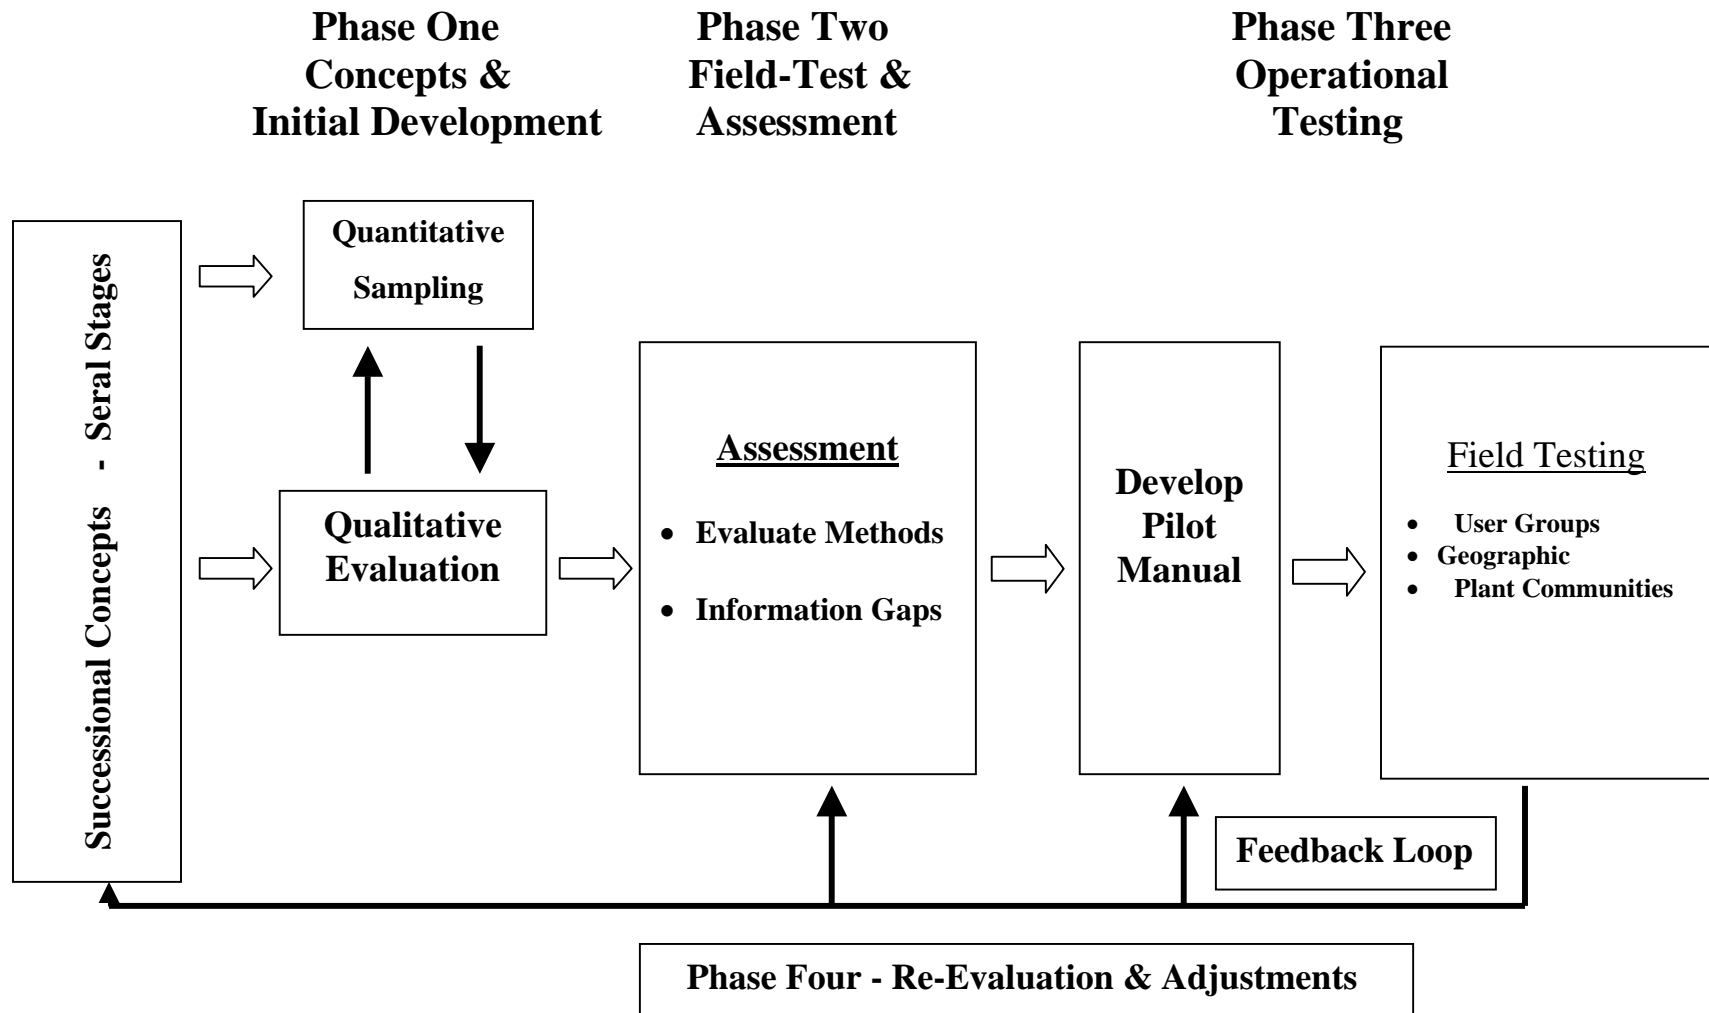 Phase One
Concepts &
Initial Development
Phase Two
Field-Test &
Assessment
Phase Three
Operational
Testing
Successional Concepts - Seral Stages
Quantitative
Sampling
Qualitative
Evaluation
Assessment
• Evaluate Methods
• Information Gaps
Develop
Pilot
Manual
Field Testing
• User Groups
• Geographic
• Plant Communities
Feedback Loop
Phase Four - Re-Evaluation & Adjustments